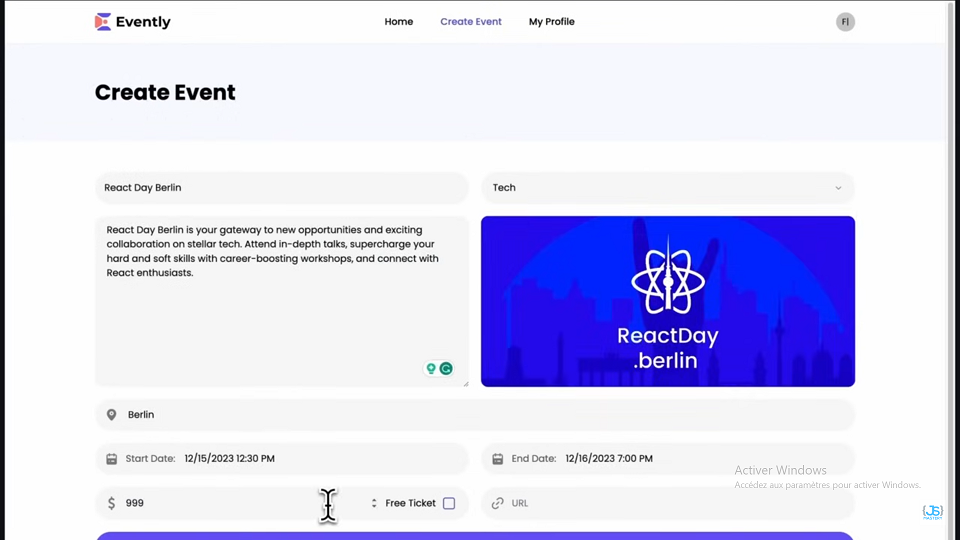 Evently
Home
Create Event
My Profile
FI
Create Event
React Day Berlin
Tech
React Day Berlin is your gateway to new opportunities and exciting
collaboration on stellar tech. Attend in-depth talks, supercharge your
hard and soft skills with career-boosting workshops, and connect with
React enthusiasts.
ReactDay
.berlin
Berlin
Start Date: 12/15/2023 12:30 PM
End Date: 12/16/2023 7:00 PM
$ 999
Free Ticket
URL
Activer Windows
Accédez aux paramètres pour activer Windows.
JS
MASTERY